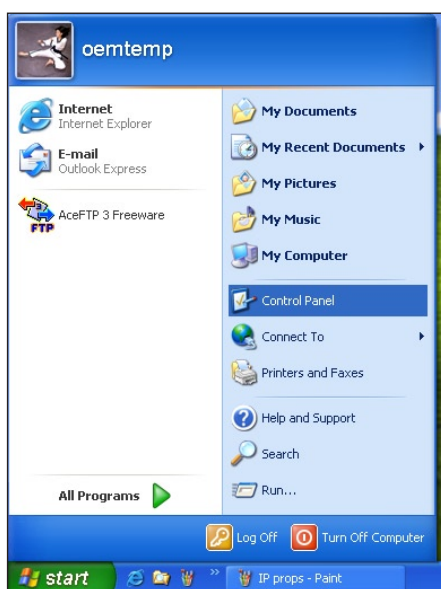 oemtemp
Internet
Internet Explorer
E-mail
Outlook Express
FTP
AceFTP 3 Freeware
All Programs
My Documents
My Recent Documents
My Pictures
My Music
My Computer
Control Panel
Connect To
Printers and Faxes
Help and Support
Search
Run...
Log Off
Turn Off Computer
start
IP props - Paint